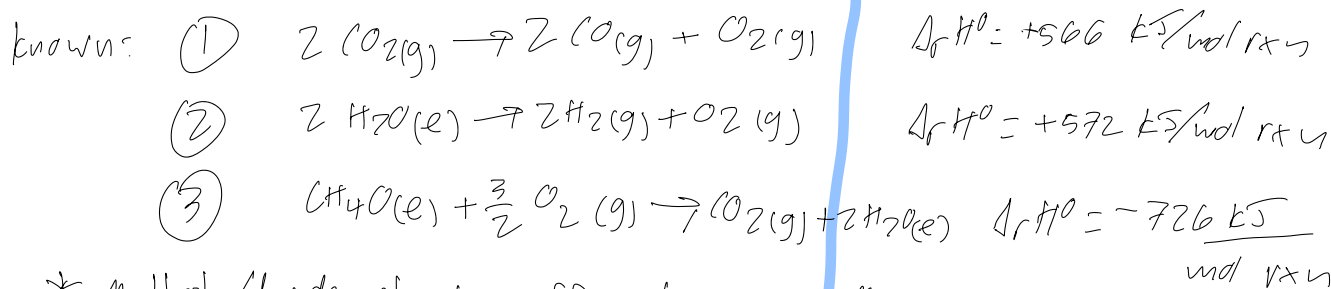 known: ① 2 CO2(g) → 2 CO(g) + O2(g) ΔrH° = +566 kJ/mol rxn
② 2 H2O(l) → 2H2(g) + O2 (g) ΔrH° = +572 kJ/mol rxn
③ CH4O(l) + 3/2 O2 (g) → CO2(g) + 2H2O(l) ΔrH° = -726 kJ/mol rxn